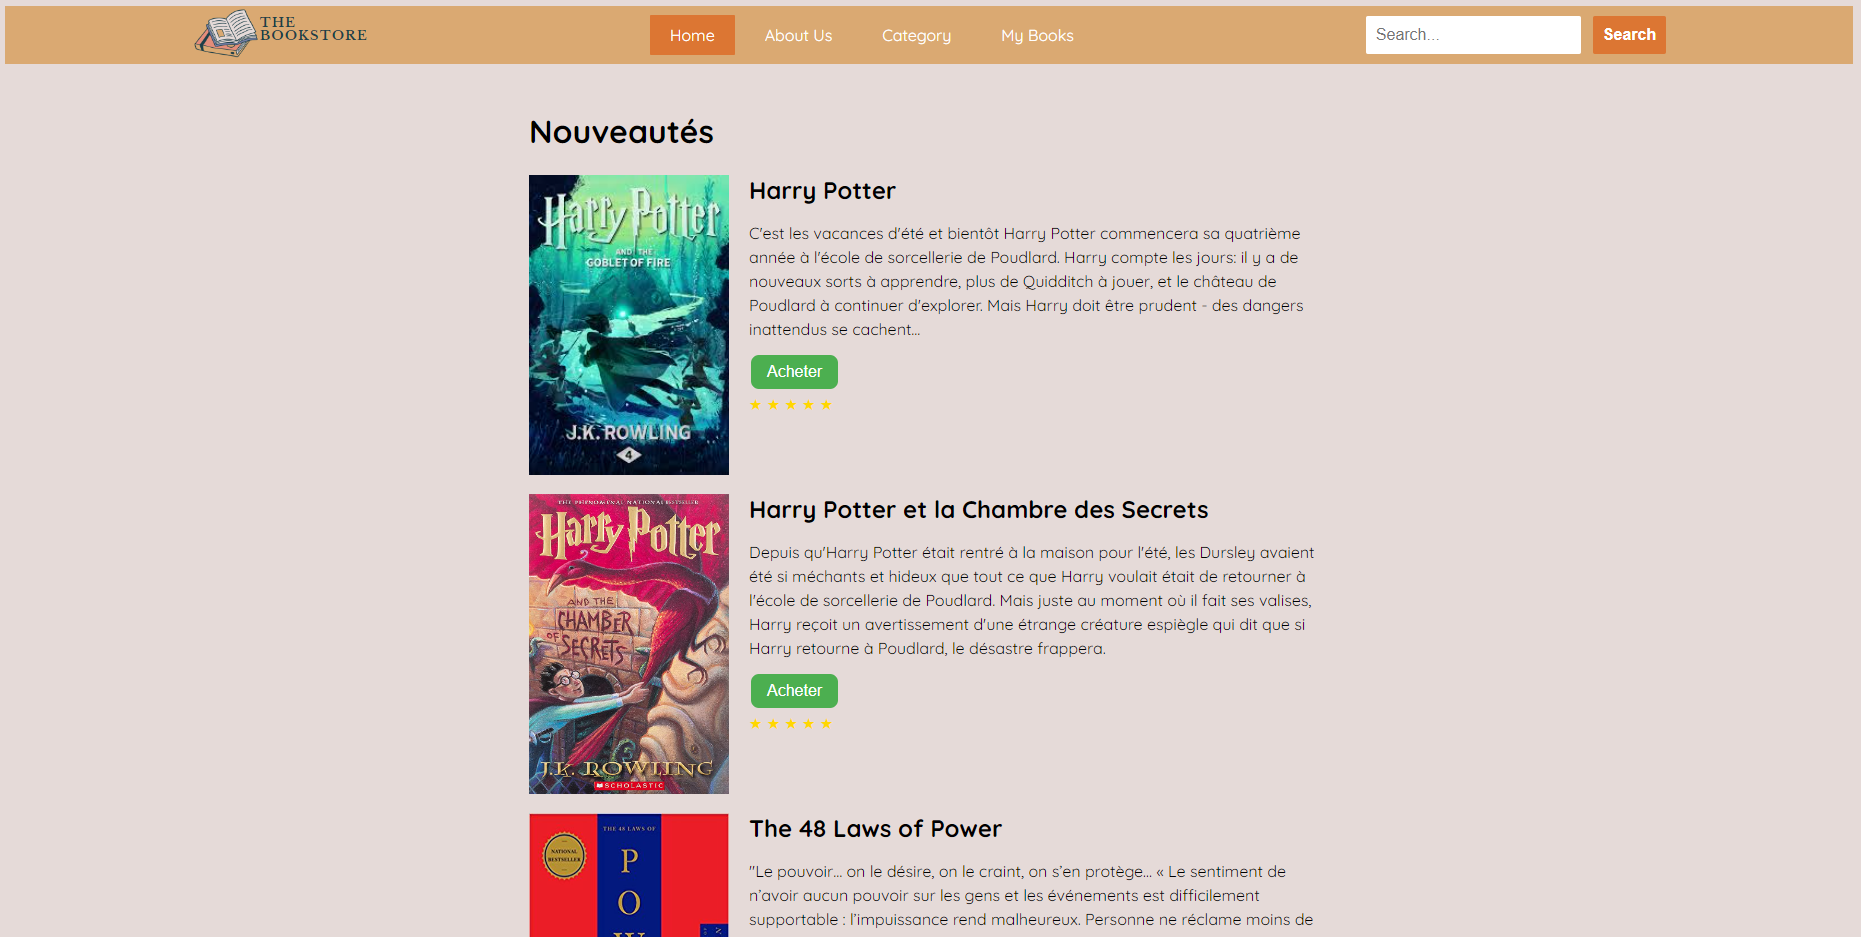 THE
BOOKSTORE
Home
About Us
Category
My Books
Search...
Search
Nouveautés
Harry Potter
AND THE
GOBLET OF FIRE
J.K. ROWLING
4
Harry Potter
C'est les vacances d'été et bientôt Harry Potter commencera sa quatrième
année à l'école de sorcellerie de Poudlard. Harry compte les jours: il y a de
nouveaux sorts à apprendre, plus de Quidditch à jouer, et le château de
Poudlard à continuer d'explorer. Mais Harry doit être prudent - des dangers
inattendus se cachent...
Acheter
★ ★ ★ ★ ★
THE PHENOMENAL NATIONAL BESTSELLER
Harry Potter
AND THE
CHAMBER
OF SECRETS
J.K. ROWLING
SCHOLASTIC
Harry Potter et la Chambre des Secrets
Depuis qu'Harry Potter était rentré à la maison pour l'été, les Dursley avaient
été si méchants et hideux que tout ce que Harry voulait était de retourner à
l'école de sorcellerie de Poudlard. Mais juste au moment où il fait ses valises,
Harry reçoit un avertissement d'une étrange créature espiègle qui dit que si
Harry retourne à Poudlard, le désastre frappera.
Acheter
★ ★ ★ ★ ★
THE 48 LAWS OF
NATIONAL
BESTSELLER
P
O
W
The 48 Laws of Power
"Le pouvoir... on le désire, on le craint, on s'en protège... « Le sentiment de
n’avoir aucun pouvoir sur les gens et les événements est difficilement
supportable : l’impuissance rend malheureux. Personne ne réclame moins de